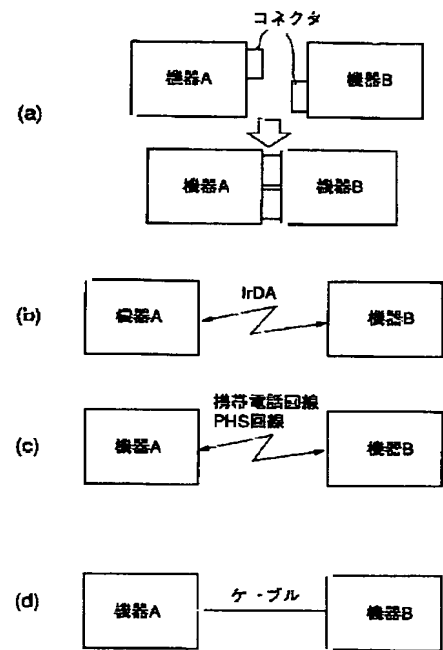 コネクタ
機器A
機器B
(a)
機器A
機器B
IrDA
(b)
機器A
機器B
携帯電話回線
PHS回線
(c)
機器A
機器B
ケーブル
(d)
機器A
機器B